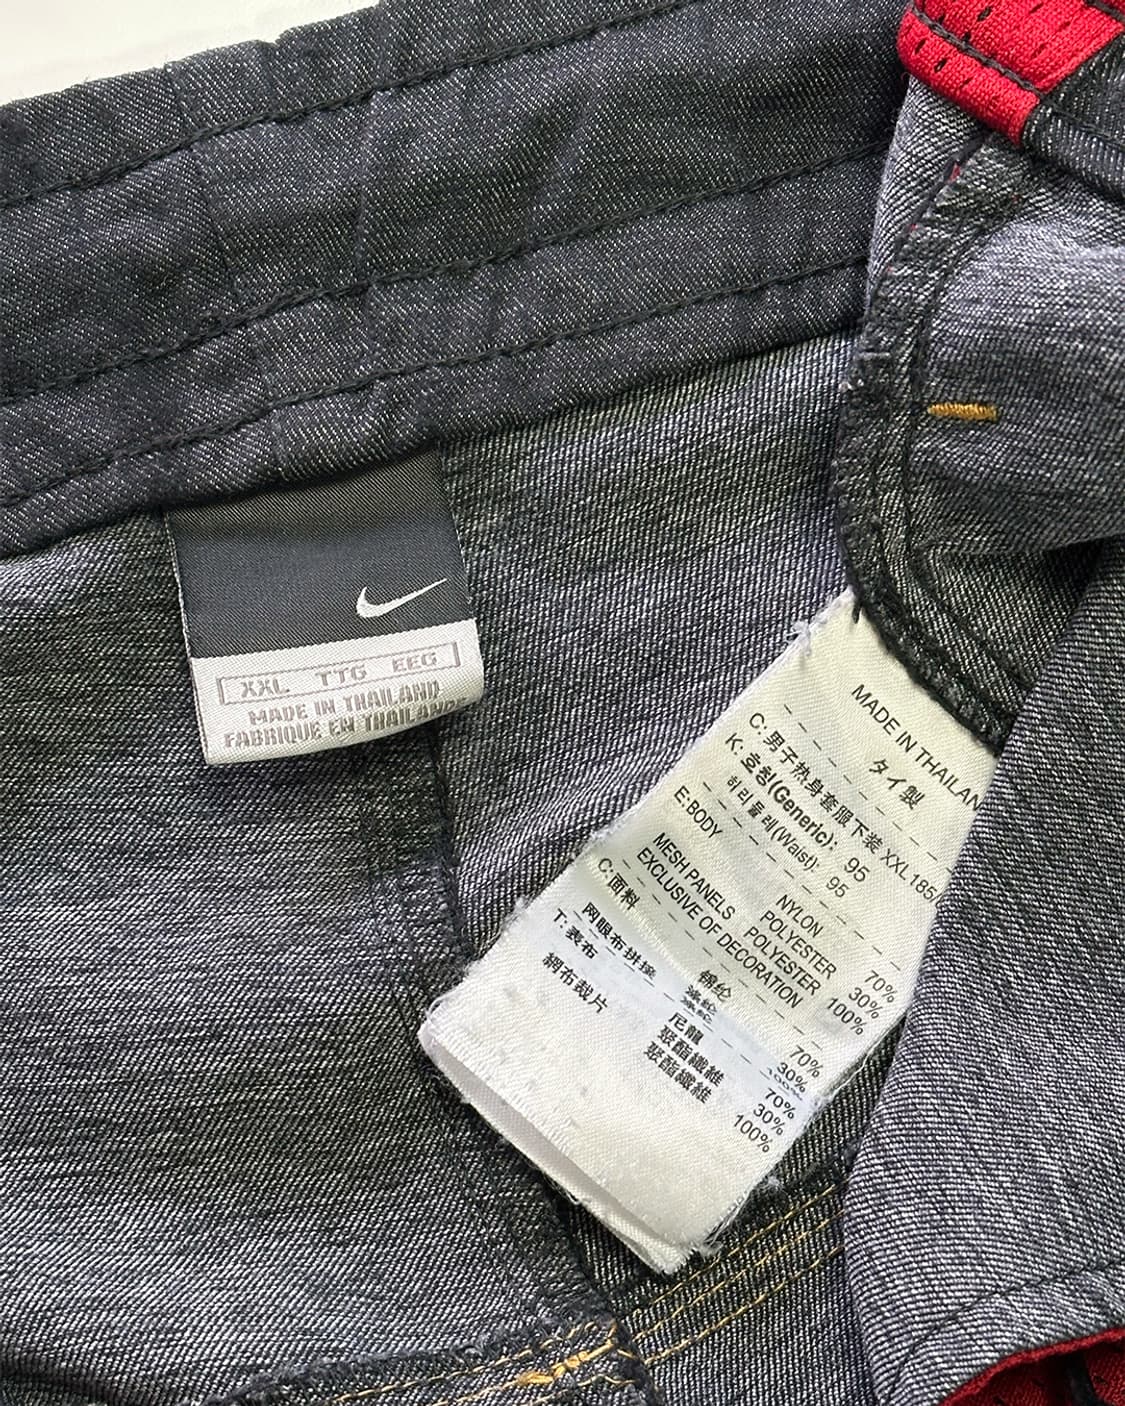 XXL TTG EEG
MADE IN THAILAND
FABRIQUE EN THAILANDE
MADE IN THAILAN
タイ製
C: 男子热身套服下装 XXL 185/
K: 호칭(Generic): 95
허리둘레(Waist): 95
E: BODY NYLON 70%
POLYESTER 30%
MESH PANELS POLYESTER 100%
EXCLUSIVE OF DECORATION
C: 面料 锦纶 70%
30%
网眼布拼接 100%
T: 表布 尼龍 70%
聚酯纖維 30%
網布裁片 聚酯纖維 100%